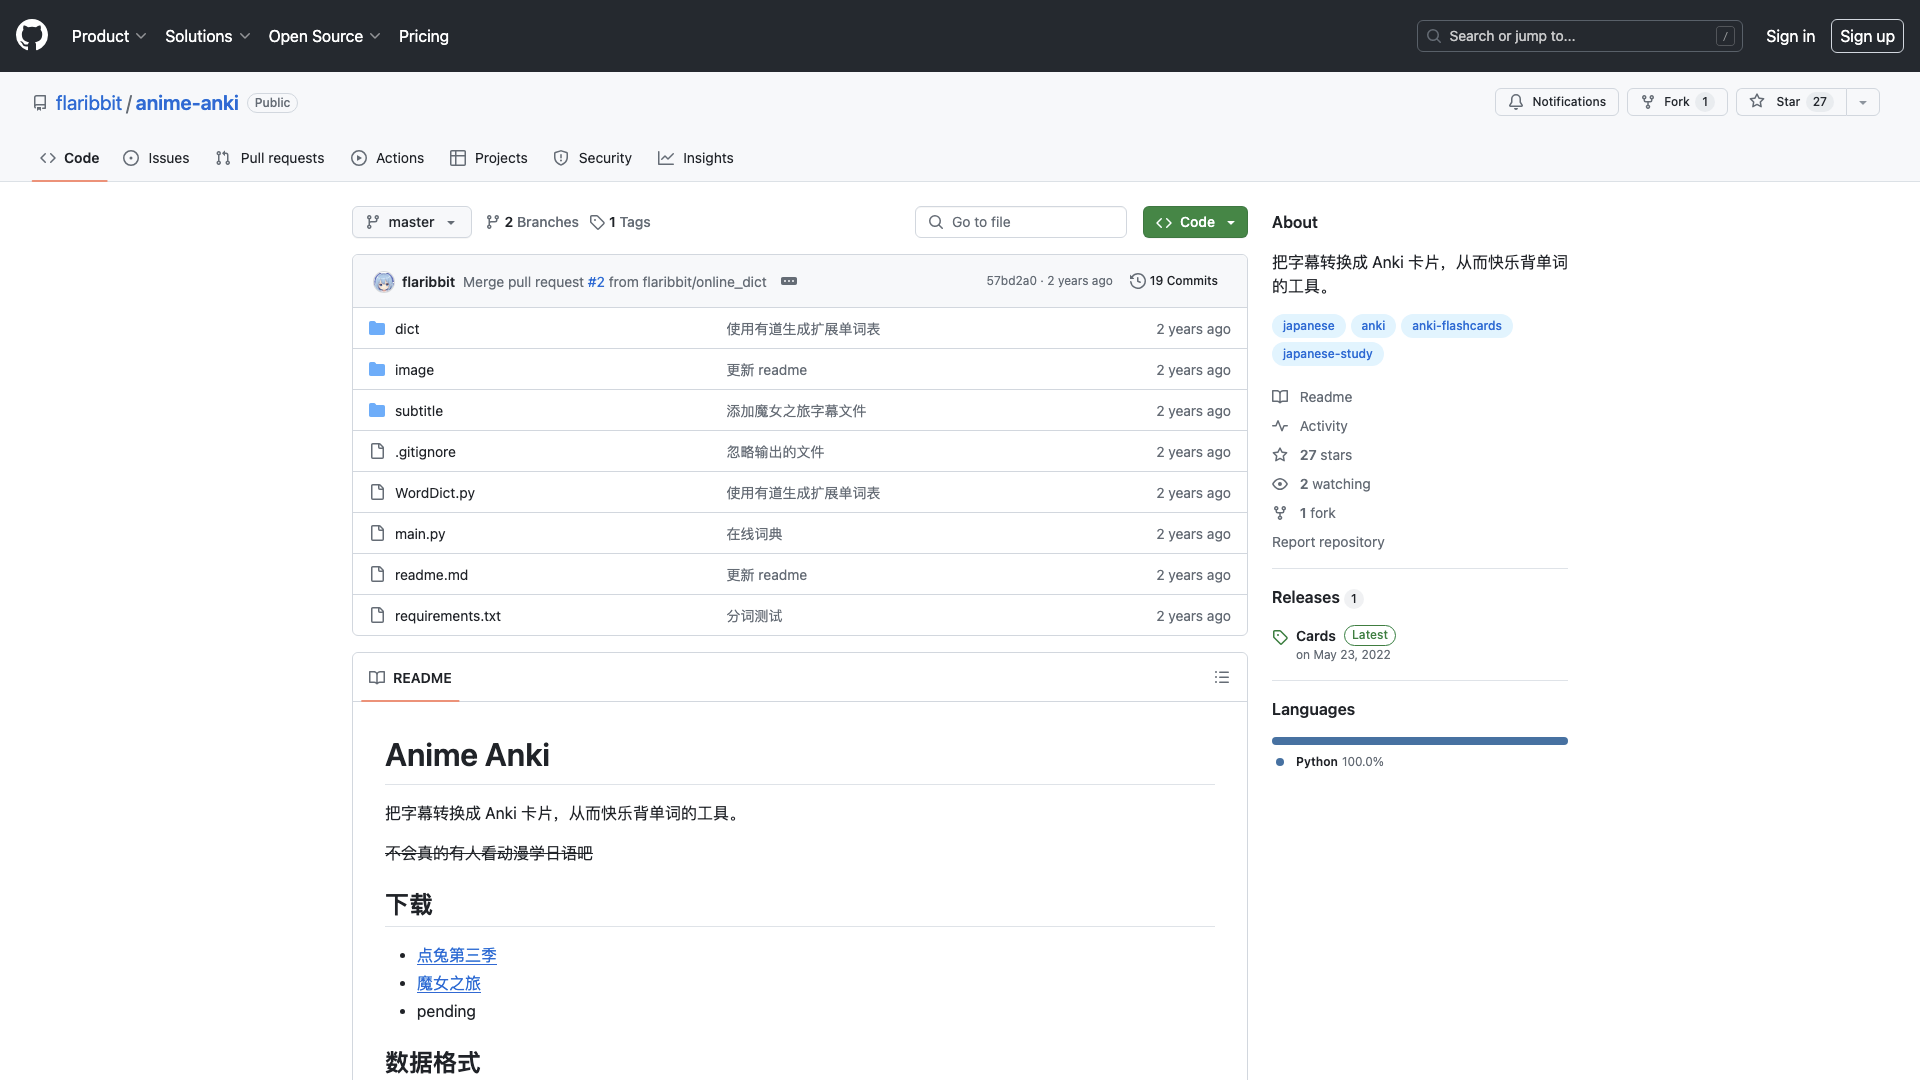 Product Solutions Open Source Pricing Search or jump to... / Sign in Sign up
flaribbit / anime-anki Public Notifications Fork 1 Star 27
Code Issues Pull requests Actions Projects Security Insights
master 2 Branches 1 Tags Go to file Code
flaribbit Merge pull request #2 from flaribbit/online_dict 57bd2a0 · 2 years ago 19 Commits
dict 使用有道生成扩展单词表 2 years ago
image 更新 readme 2 years ago
subtitle 添加魔女之旅字幕文件 2 years ago
.gitignore 忽略输出的文件 2 years ago
WordDict.py 使用有道生成扩展单词表 2 years ago
main.py 在线词典 2 years ago
readme.md 更新 readme 2 years ago
requirements.txt 分词测试 2 years ago
README
Anime Anki
把字幕转换成 Anki 卡片，从而快乐背单词的工具。
不会真的有人看动漫学日语吧
下载
点兔第三季
魔女之旅
pending
数据格式
About
把字幕转换成 Anki 卡片，从而快乐背单词
的工具。
japanese anki anki-flashcards
japanese-study
Readme
Activity
27 stars
2 watching
1 fork
Report repository
Releases 1
Cards Latest
on May 23, 2022
Languages
Python 100.0%